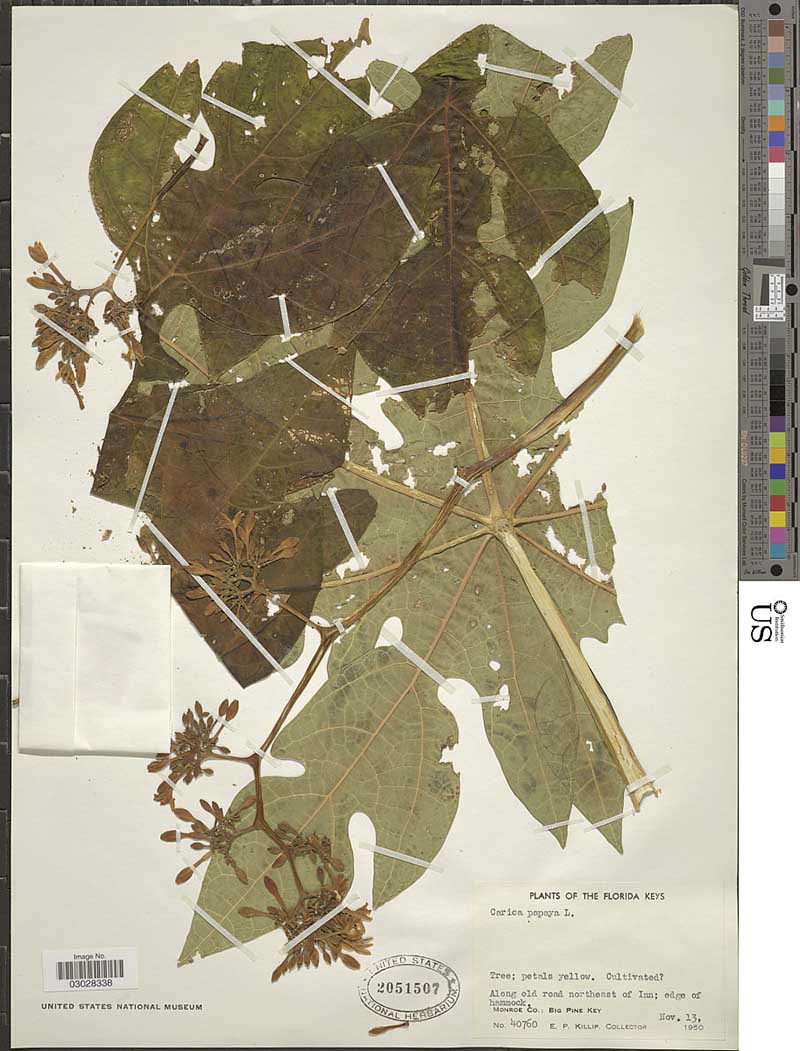 PLANTS OF THE FLORIDA KEYS
Carica papaya L.
Tree; petals yellow. Cultivated?
Along old road northeast of Inn; edge of
hammock.
MONROE CO.: BIG PINE KEY
Nov. 13,
No. 40760 E. P. KILLIP, COLLECTOR 1950
UNITED STATES
2051507
NATIONAL HERBARIUM
Image No.
03028338
UNITED STATES NATIONAL MUSEUM
Golden Thread
US
Smithsonian
Institution